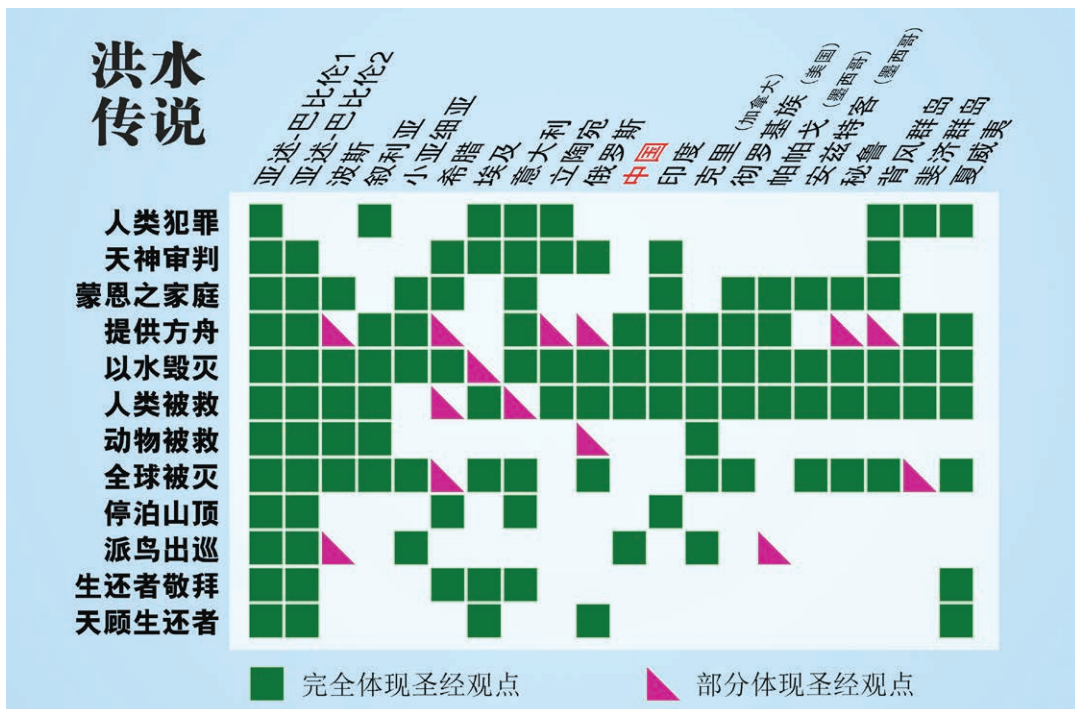 洪水
传说
亚述-巴比伦1
亚述-巴比伦2
波斯
叙利亚
小亚细亚
希腊
埃及
意大利
立陶宛
俄罗斯
中国
印度
克里（加拿大）
彻罗基族（美国）
帕帕戈（墨西哥）
安兹特客（墨西哥）
秘鲁
背风群岛
斐济群岛
夏威夷
人类犯罪
天神审判
蒙恩之家庭
提供方舟
以水毁灭
人类被救
动物被救
全球被灭
停泊山顶
派鸟出巡
生还者敬拜
天顾生还者
完全体现圣经观点
部分体现圣经观点